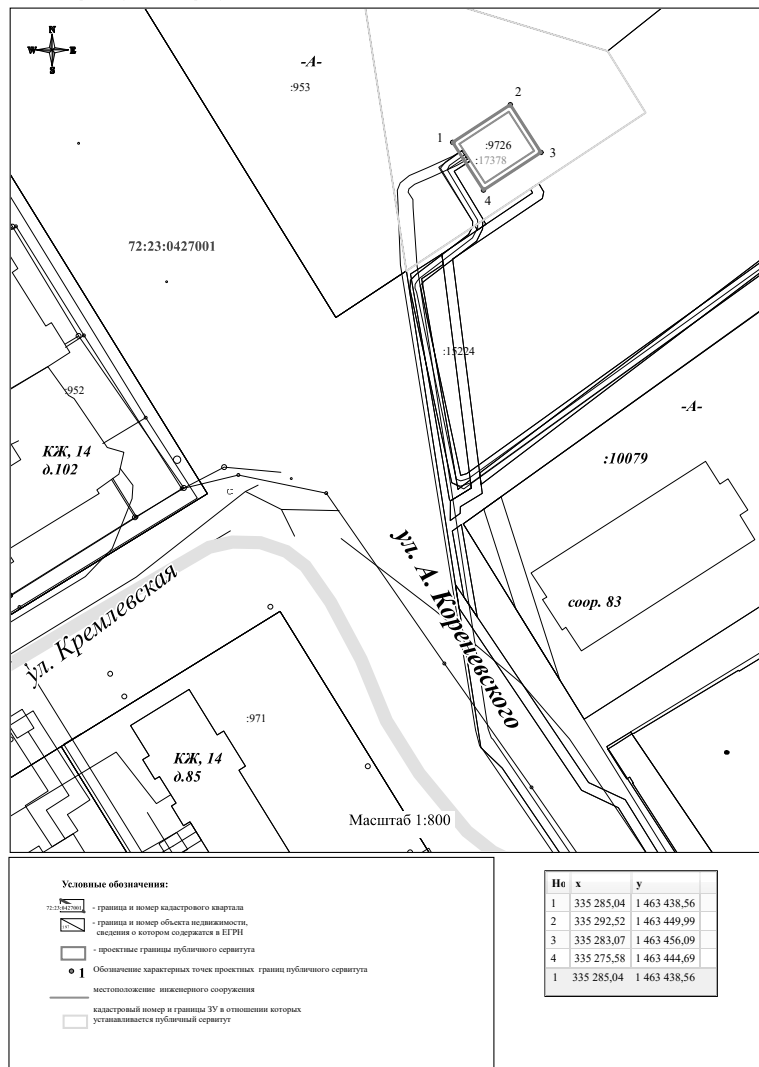 N
W E
S
-А-
:953
2
1
:9726
3
:17378
4
72:23:0427001
:15224
:952
-А-
КЖ, 14
д.102
:10079
ул. А. Кореневского
ул. Кремлевская
соор. 83
:971
КЖ, 14
д.85
Масштаб 1:800
Условные обозначения:
72:23:0427001 - граница и номер кадастрового квартала
- граница и номер объекта недвижимости,
сведения о котором содержатся в ЕГРН
- проектные границы публичного сервитута
1 Обозначение характерных точек проектных границ публичного сервитута
местоположение инженерного сооружения
кадастровый номер и границы ЗУ в отношении которых
устанавливается публичный сервитут
Но x y
1 335 285,04 1 463 438,56
2 335 292,52 1 463 449,99
3 335 283,07 1 463 456,09
4 335 275,58 1 463 444,69
1 335 285,04 1 463 438,56